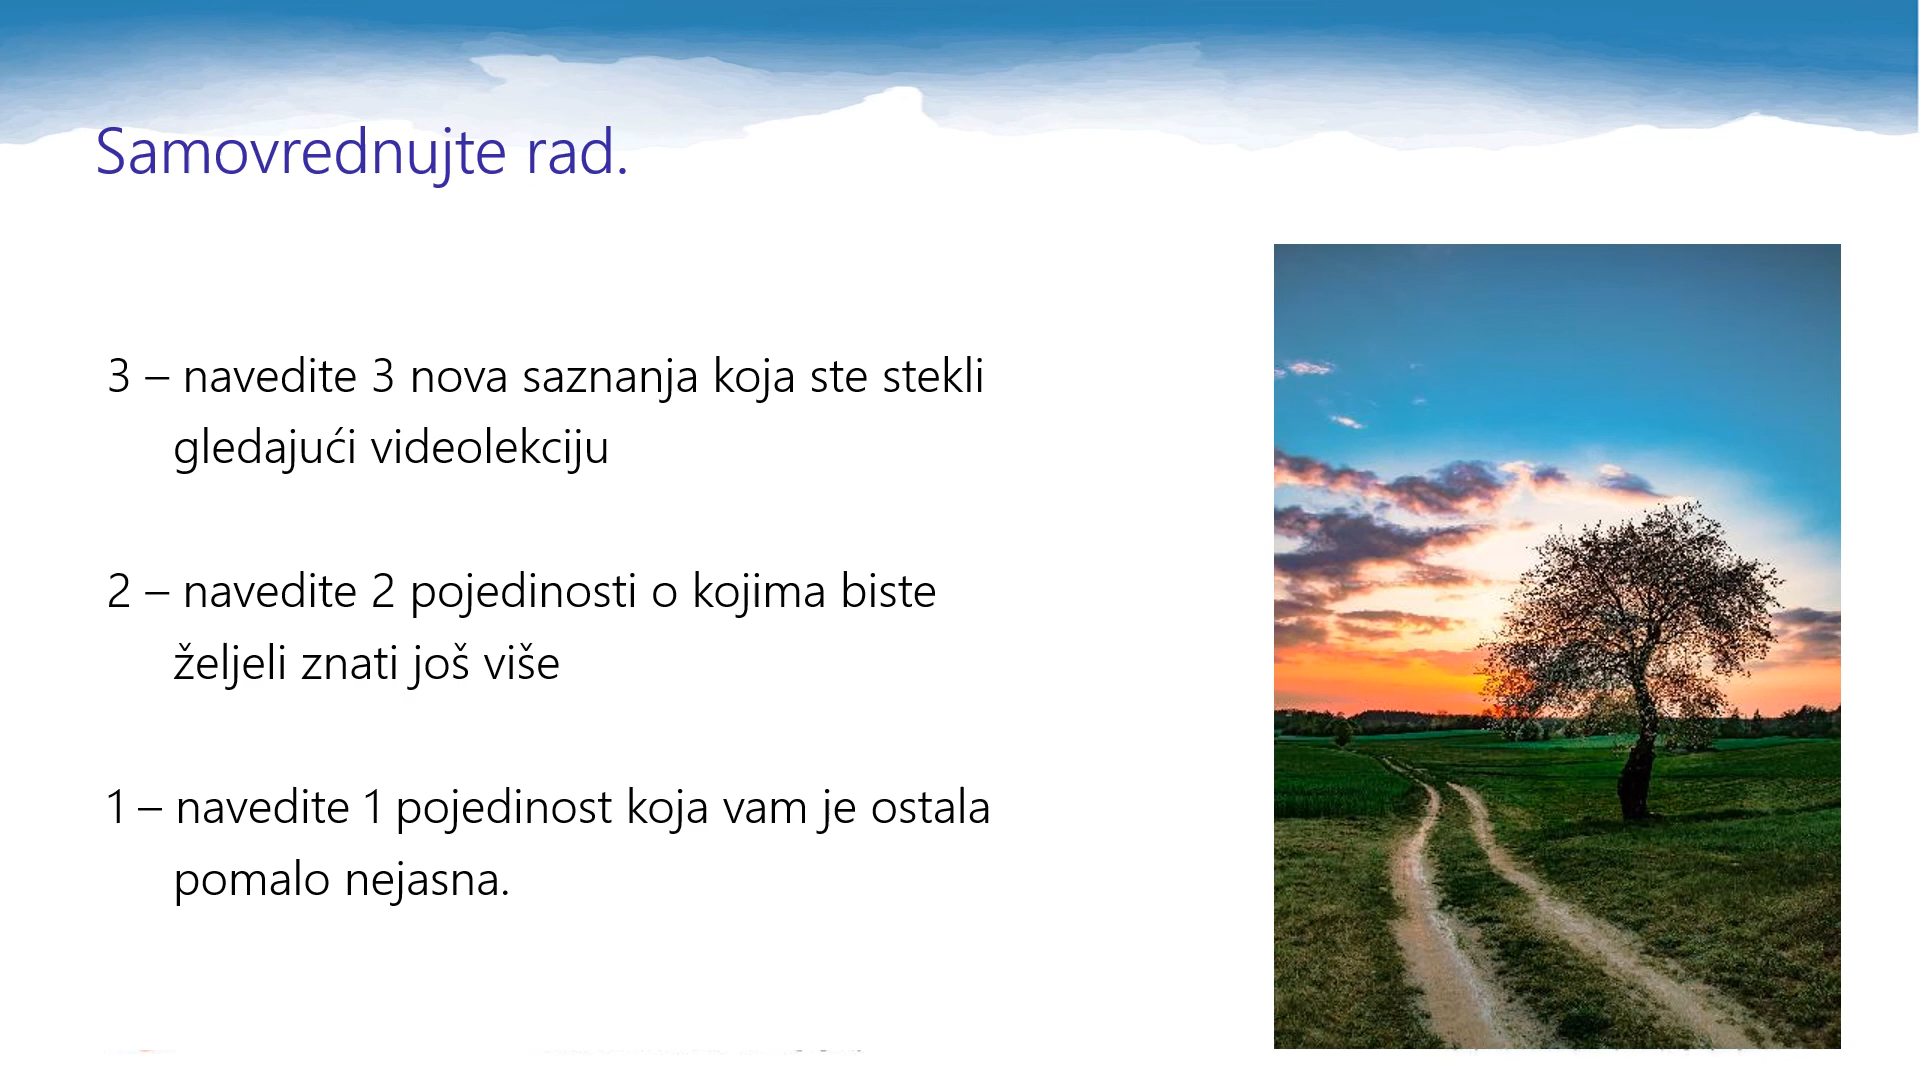 Samovrednujte rad.
3 – navedite 3 nova saznanja koja ste stekli
gledajući videolekciju
2 – navedite 2 pojedinosti o kojima biste
željeli znati još više
1 – navedite 1 pojedinost koja vam je ostala
pomalo nejasna.